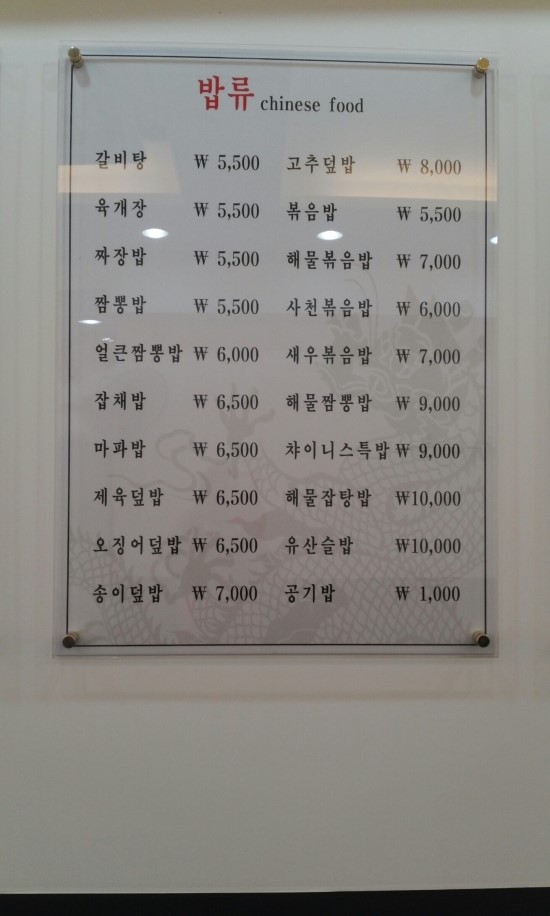 밥류 chinese food
갈비탕 ₩ 5,500
육개장 ₩ 5,500
짜장밥 ₩ 5,500
짬뽕밥 ₩ 5,500
얼큰짬뽕밥 ₩ 6,000
잡채밥 ₩ 6,500
마파밥 ₩ 6,500
제육덮밥 ₩ 6,500
오징어덮밥 ₩ 6,500
송이덮밥 ₩ 7,000
고추덮밥 ₩ 8,000
볶음밥 ₩ 5,500
해물볶음밥 ₩ 7,000
사천볶음밥 ₩ 6,000
새우볶음밥 ₩ 7,000
해물짬뽕밥 ₩ 9,000
챠이니스특밥 ₩ 9,000
해물잡탕밥 ₩10,000
유산슬밥 ₩10,000
공기밥 ₩ 1,000